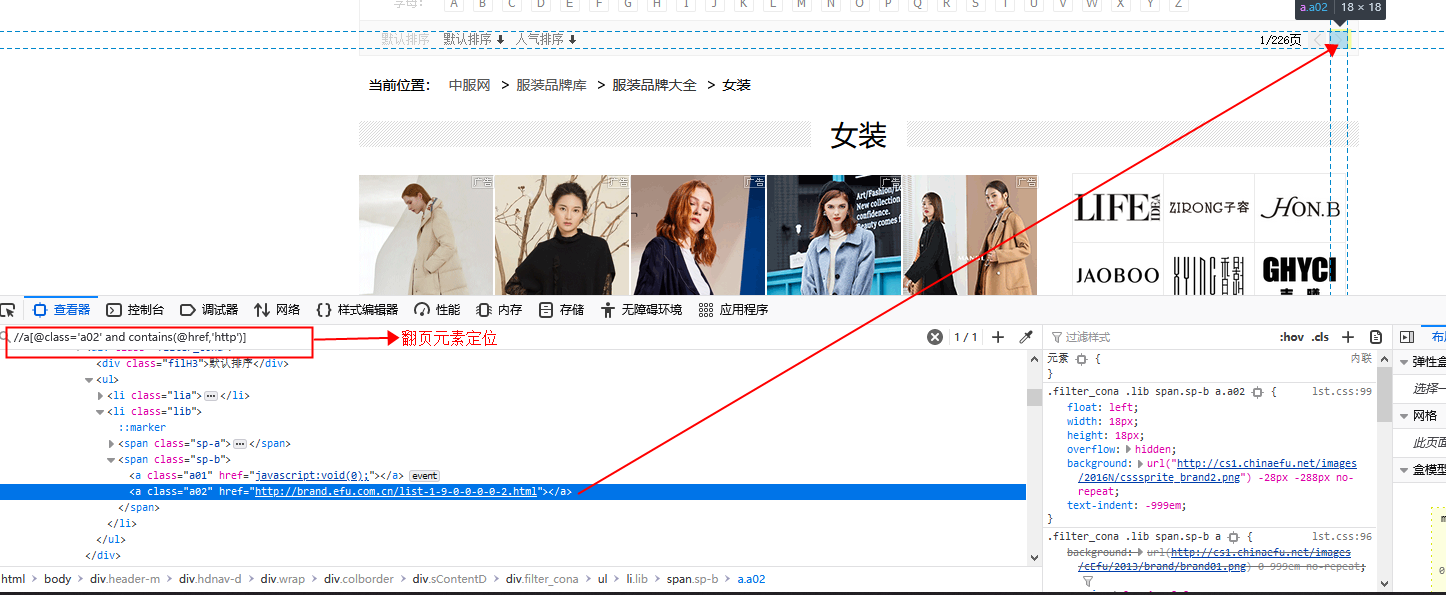 字母：
A B C D E F G H I J K L M N O P Q R S T U V W X Y Z
a.a02 18 × 18
默认排序 默认排序 人气排序
1/226页
当前位置： 中服网 > 服装品牌库 > 服装品牌大全 > 女装
女装
广告 广告 广告 广告 广告
Art/Fashion/
New collection
confidence.
Beauty comes f
LIFE IDEA ZIRONG子容 HON.B
JAOBOO GHYCI
查看器 控制台 调试器 网络 {} 样式编辑器 性能 内存 存储 无障碍环境 应用程序
//a[@class='a02' and contains(@href,'http')]
翻页元素定位
1 / 1
<div class="filH3">默认排序</div>
<ul>
<li class="lia"></li>
<li class="lib">
::marker
<span class="sp-a"></span>
<span class="sp-b">
<a class="a01" href="javascript:void(0);"></a> event
<a class="a02" href="http://brand.efu.com.cn/list-1-9-0-0-0-0-2.html"></a>
</span>
</li>
</ul>
</div>
html > body > div.header-m > div.hdnav-d > div.wrap > div.colborder > div.sContentD > div.filter_cona > ul > li.lib > span.sp-b > a.a02
过滤样式
:hov .cls +
元素 { 内联
}
.filter_cona .lib span.sp-b a.a02 { lst.css:99
float: left;
width: 18px;
height: 18px;
overflow: hidden;
background: url("http://cs1.chinaefu.net/images
/2016N/csssprite_brand2.png") -28px -288px no-
repeat;
text-indent: -999em;
}
.filter_cona .lib span.sp-b a { lst.css:96
background: url(http://cs1.chinaefu.net/images
/cEfu/2013/brand/brand01.png) 0 999em no-repeat;
布局
弹性盒
选择一
网格
此页面
盒模型